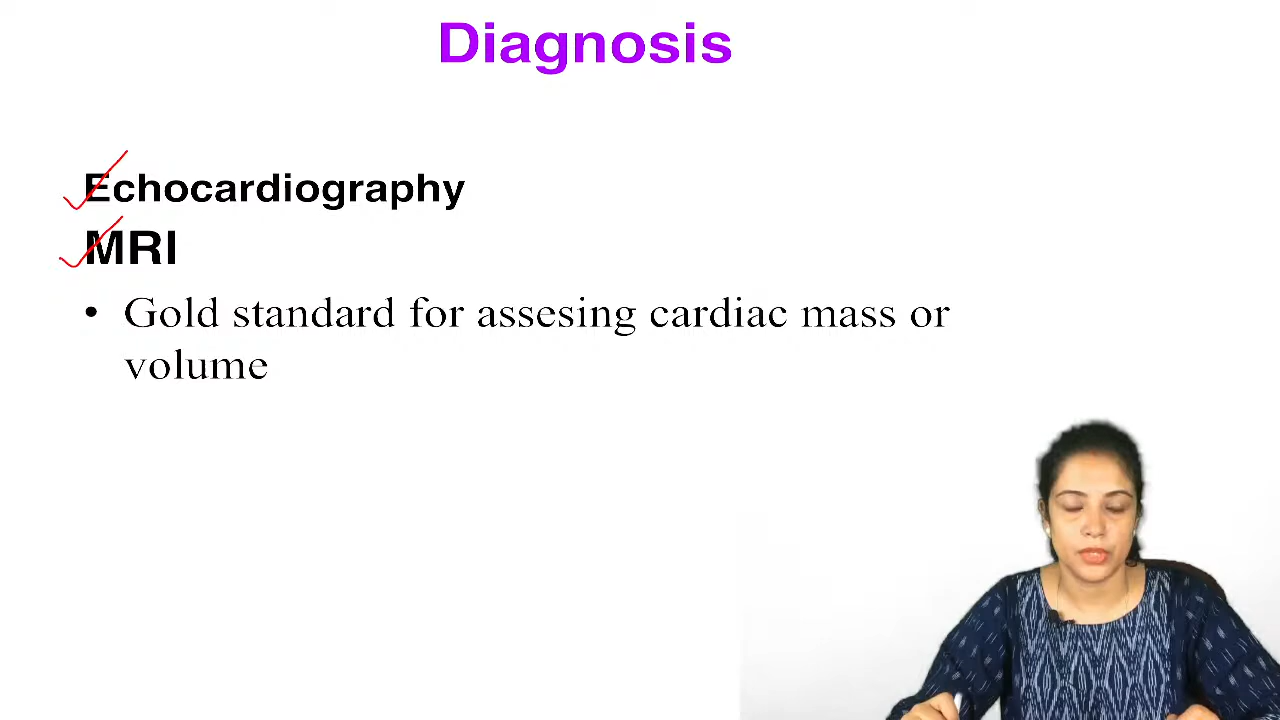 Diagnosis
Echocardiography
MRI
• Gold standard for assesing cardiac mass or
volume